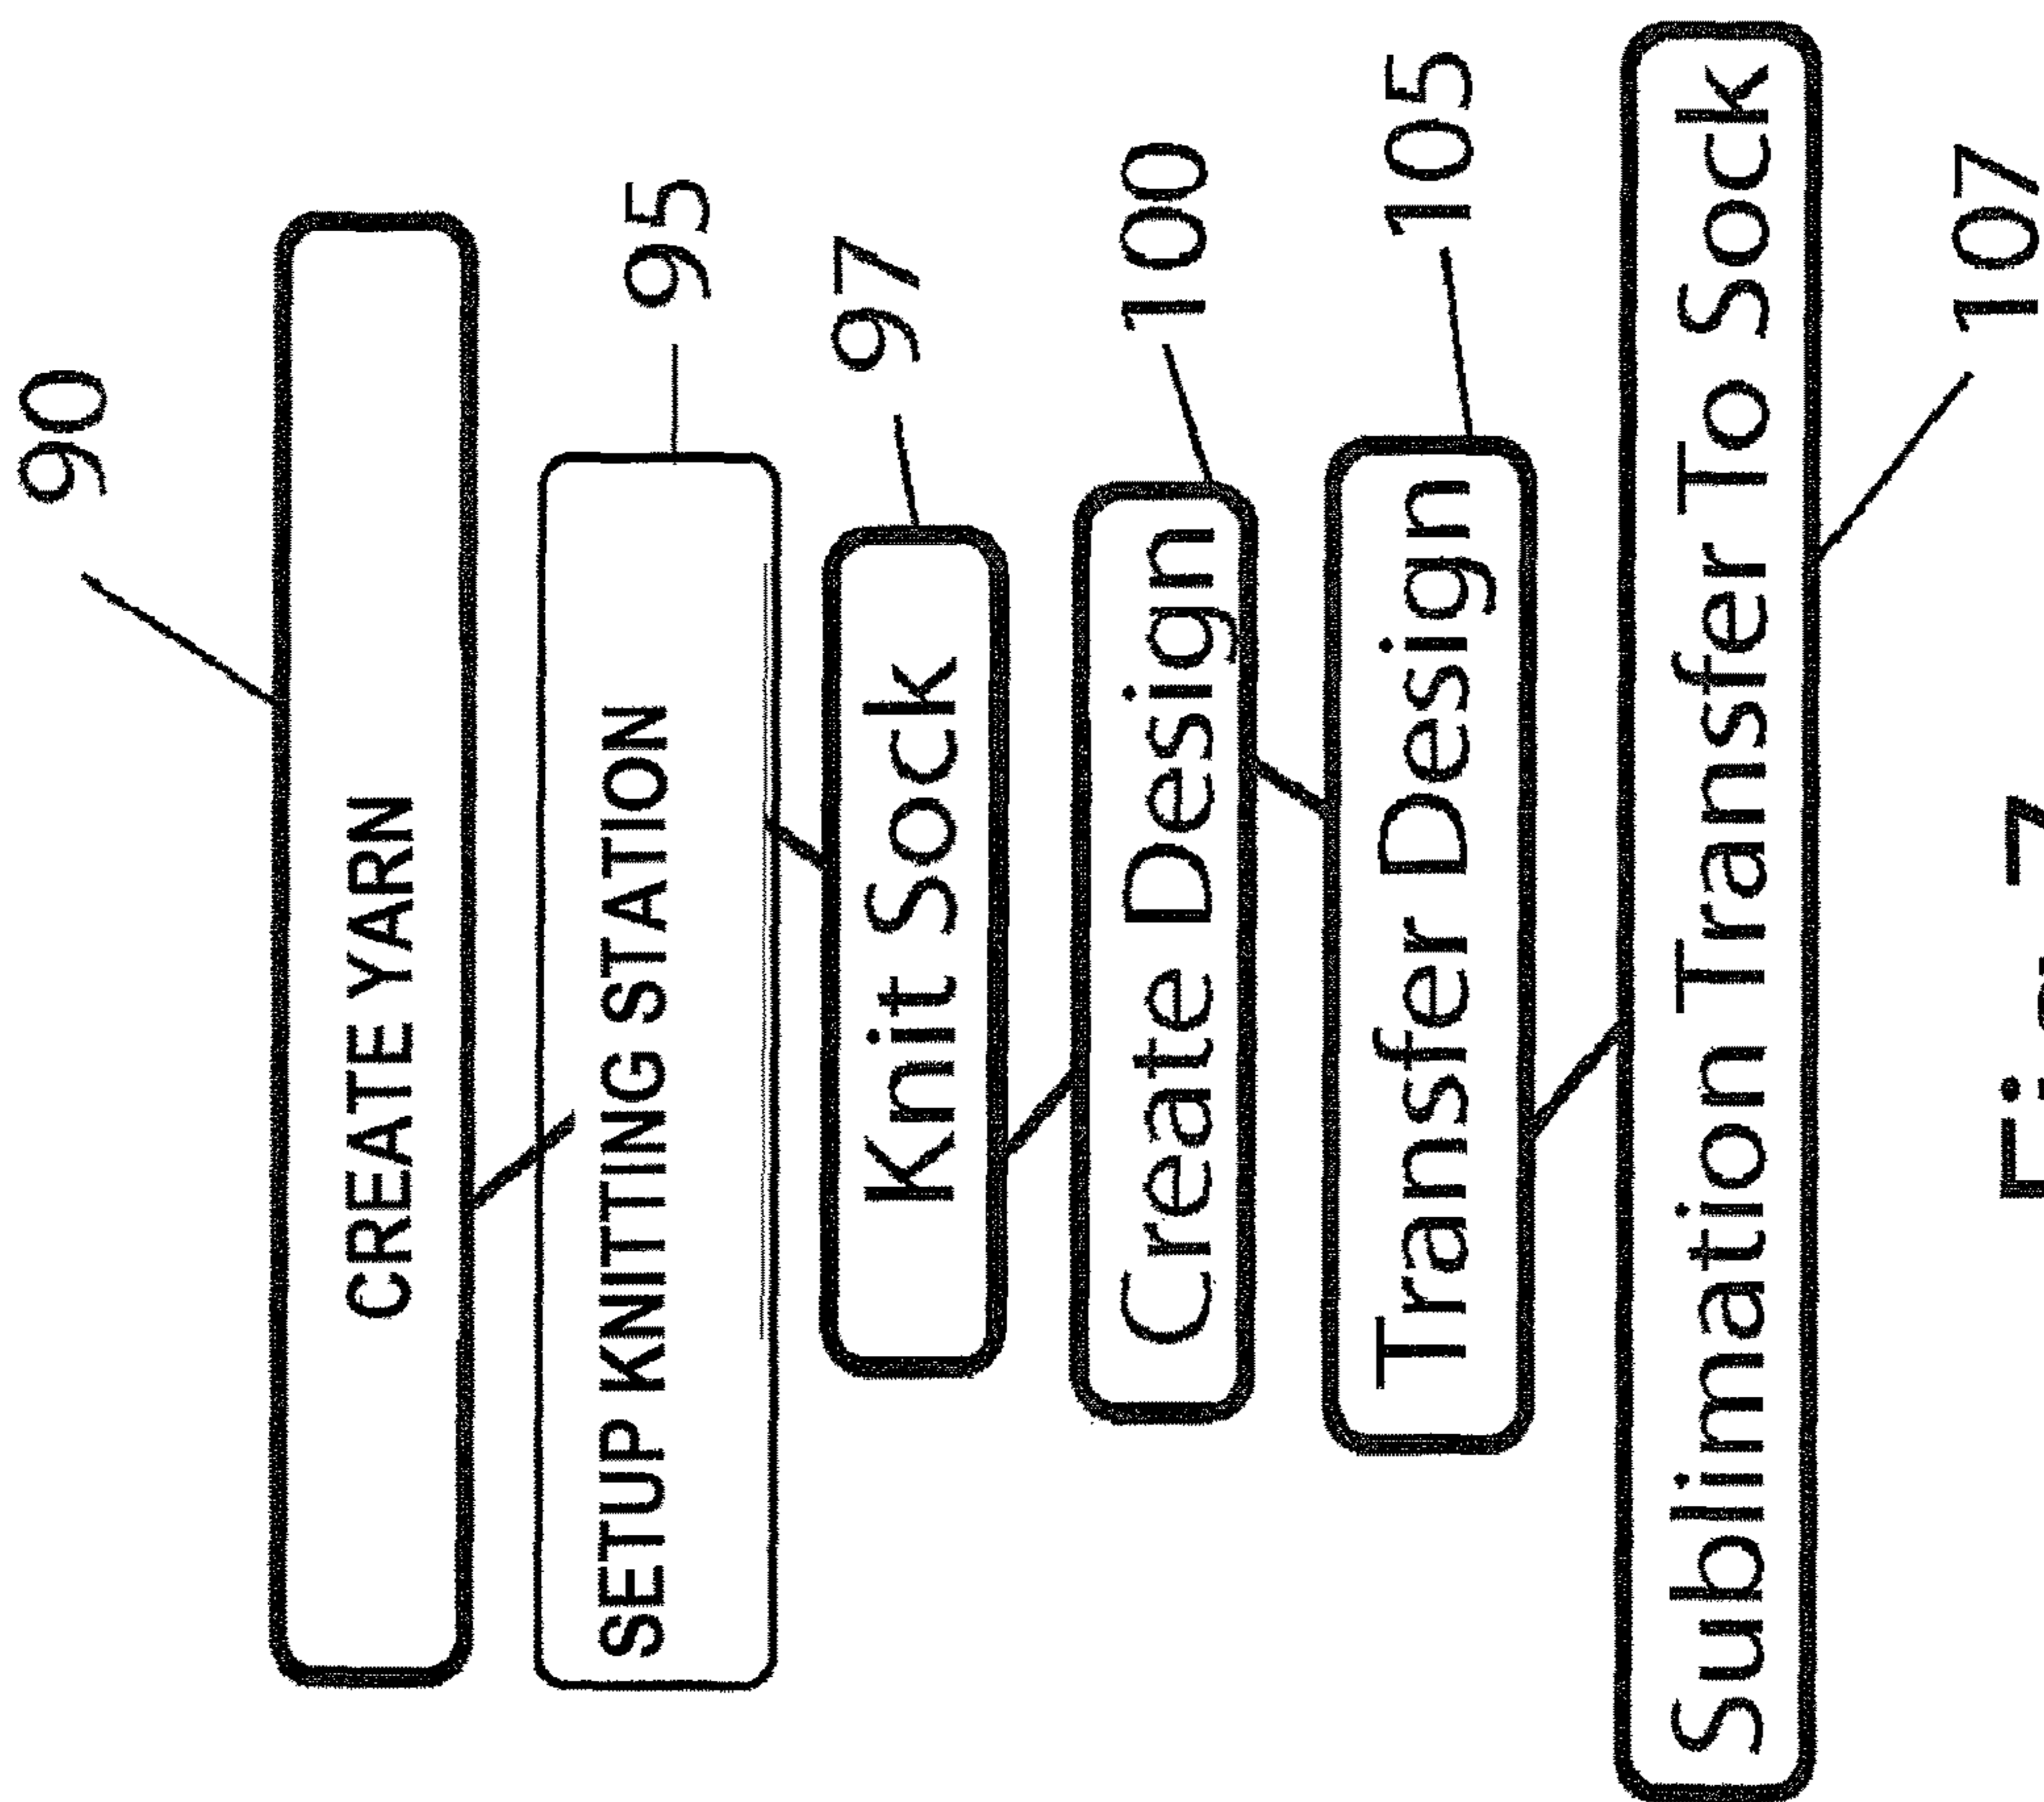 90
CREATE YARN
SETUP KNITTING STATION
95
Knit Sock
97
Create Design
100
Transfer Design
105
Sublimation Transfer To Sock
107